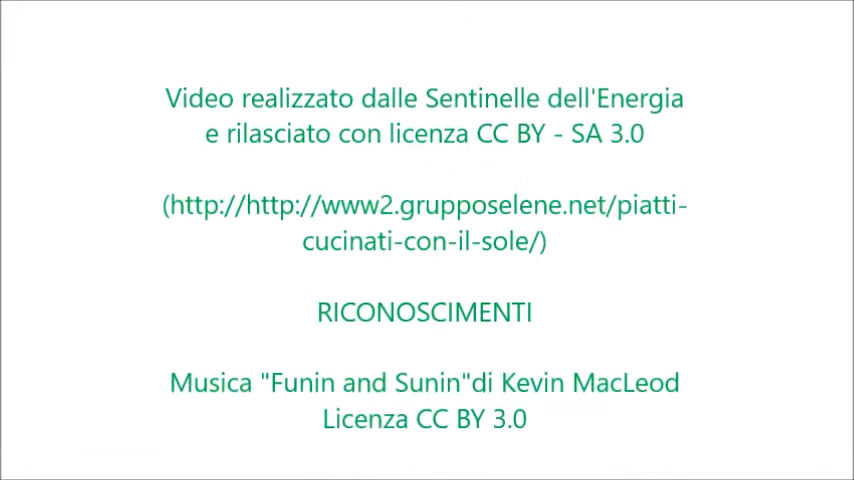 Video realizzato dalle Sentinelle dell'Energia
e rilasciato con licenza CC BY - SA 3.0
(http://http://www2.grupposelene.net/piatti-
cucinati-con-il-sole/)
RICONOSCIMENTI
Musica "Funin and Sunin"di Kevin MacLeod
Licenza CC BY 3.0